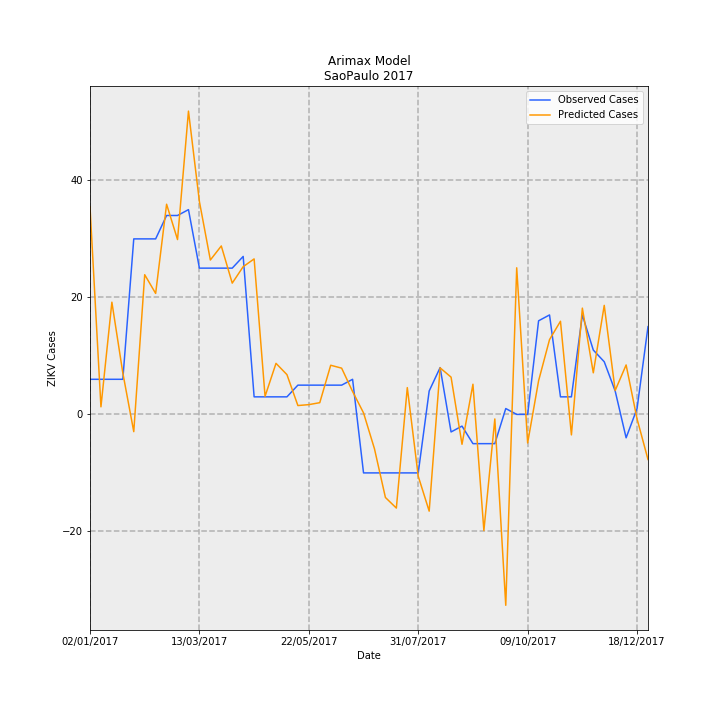 Arimax Model
SaoPaulo 2017
Observed Cases
Predicted Cases
ZIKV Cases
40
20
0
−20
02/01/2017 13/03/2017 22/05/2017 31/07/2017 09/10/2017 18/12/2017
Date